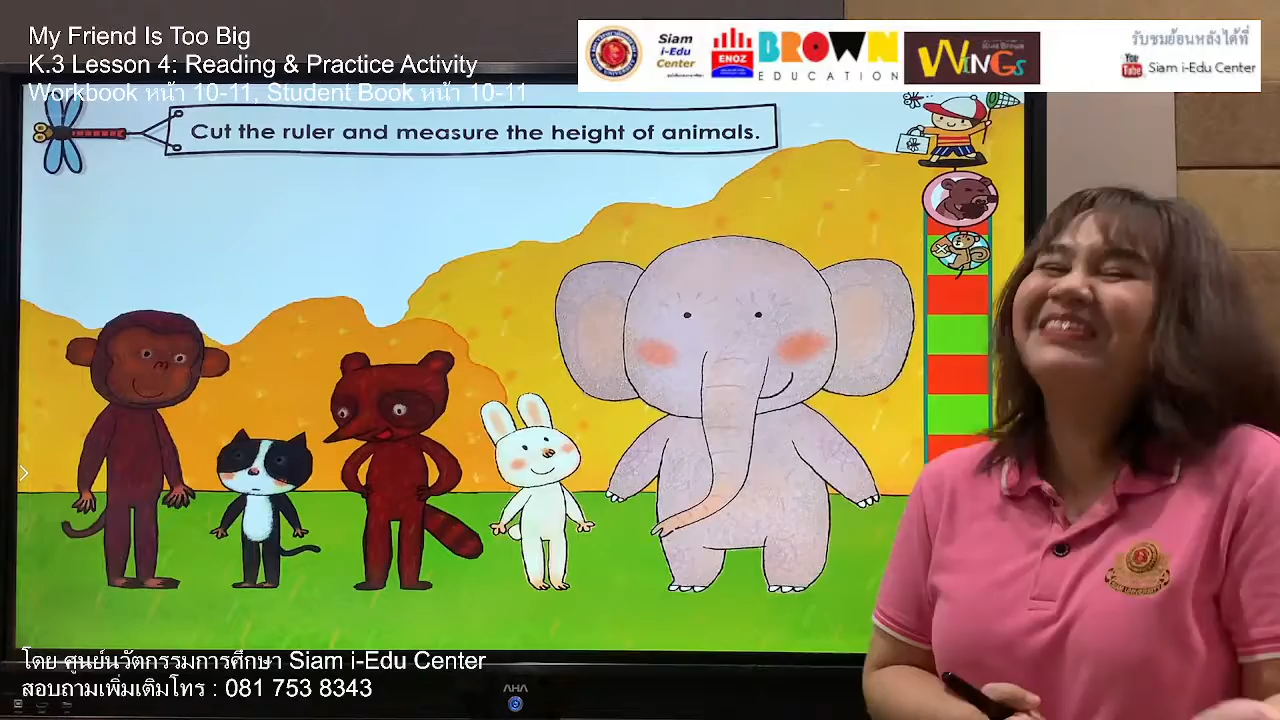 My Friend Is Too Big
K.3 Lesson 4: Reading & Practice Activity
Workbook หน้า 10-11, Student Book หน้า 10-11
Siam
i-Edu
Center
ENOZ
BROWN
EDUCATION
WiNGs
รับชมย้อนหลังได้ที่
You
Tube
Siam i-Edu Center
Cut the ruler and measure the height of animals.
SIAM UNIVERSITY
โดย ศูนย์นวัตกรรมการศึกษา Siam i-Edu Center
สอบถามเพิ่มเติมโทร : 081 753 8343
AHA